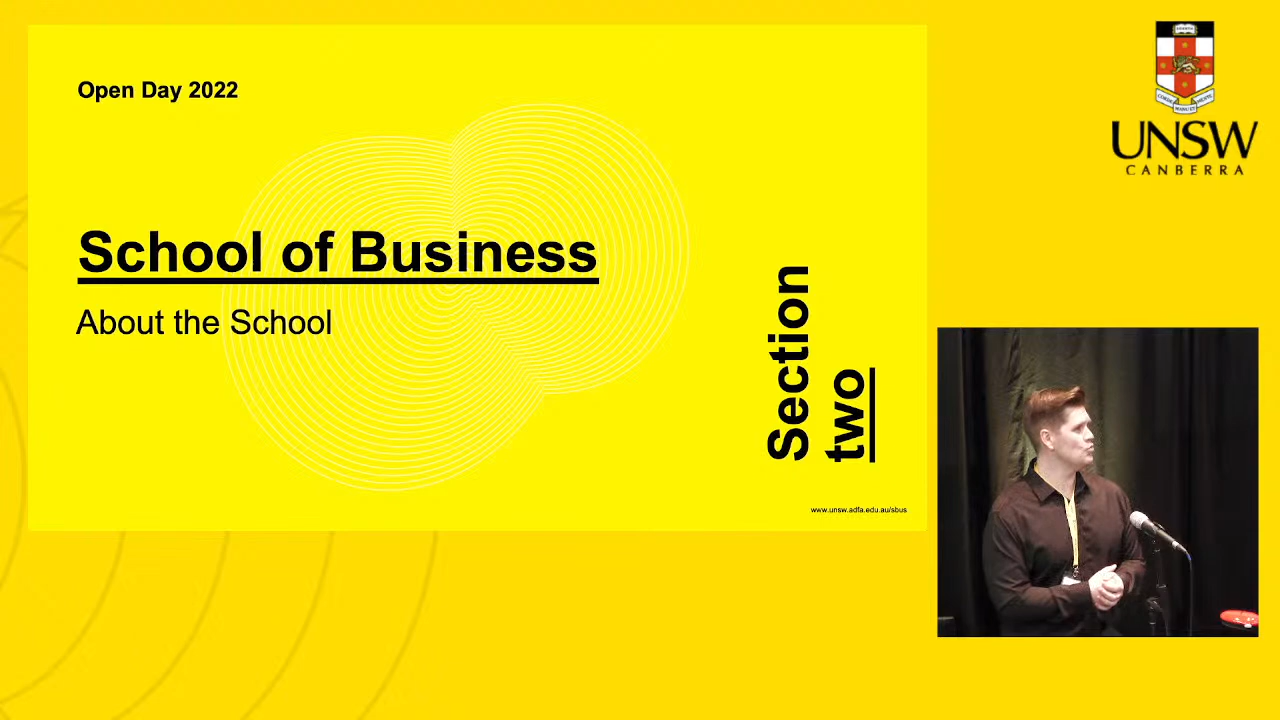 Open Day 2022
School of Business
About the School
Section
two
www.unsw.adfa.edu.au/sbus
UNSW
CANBERRA